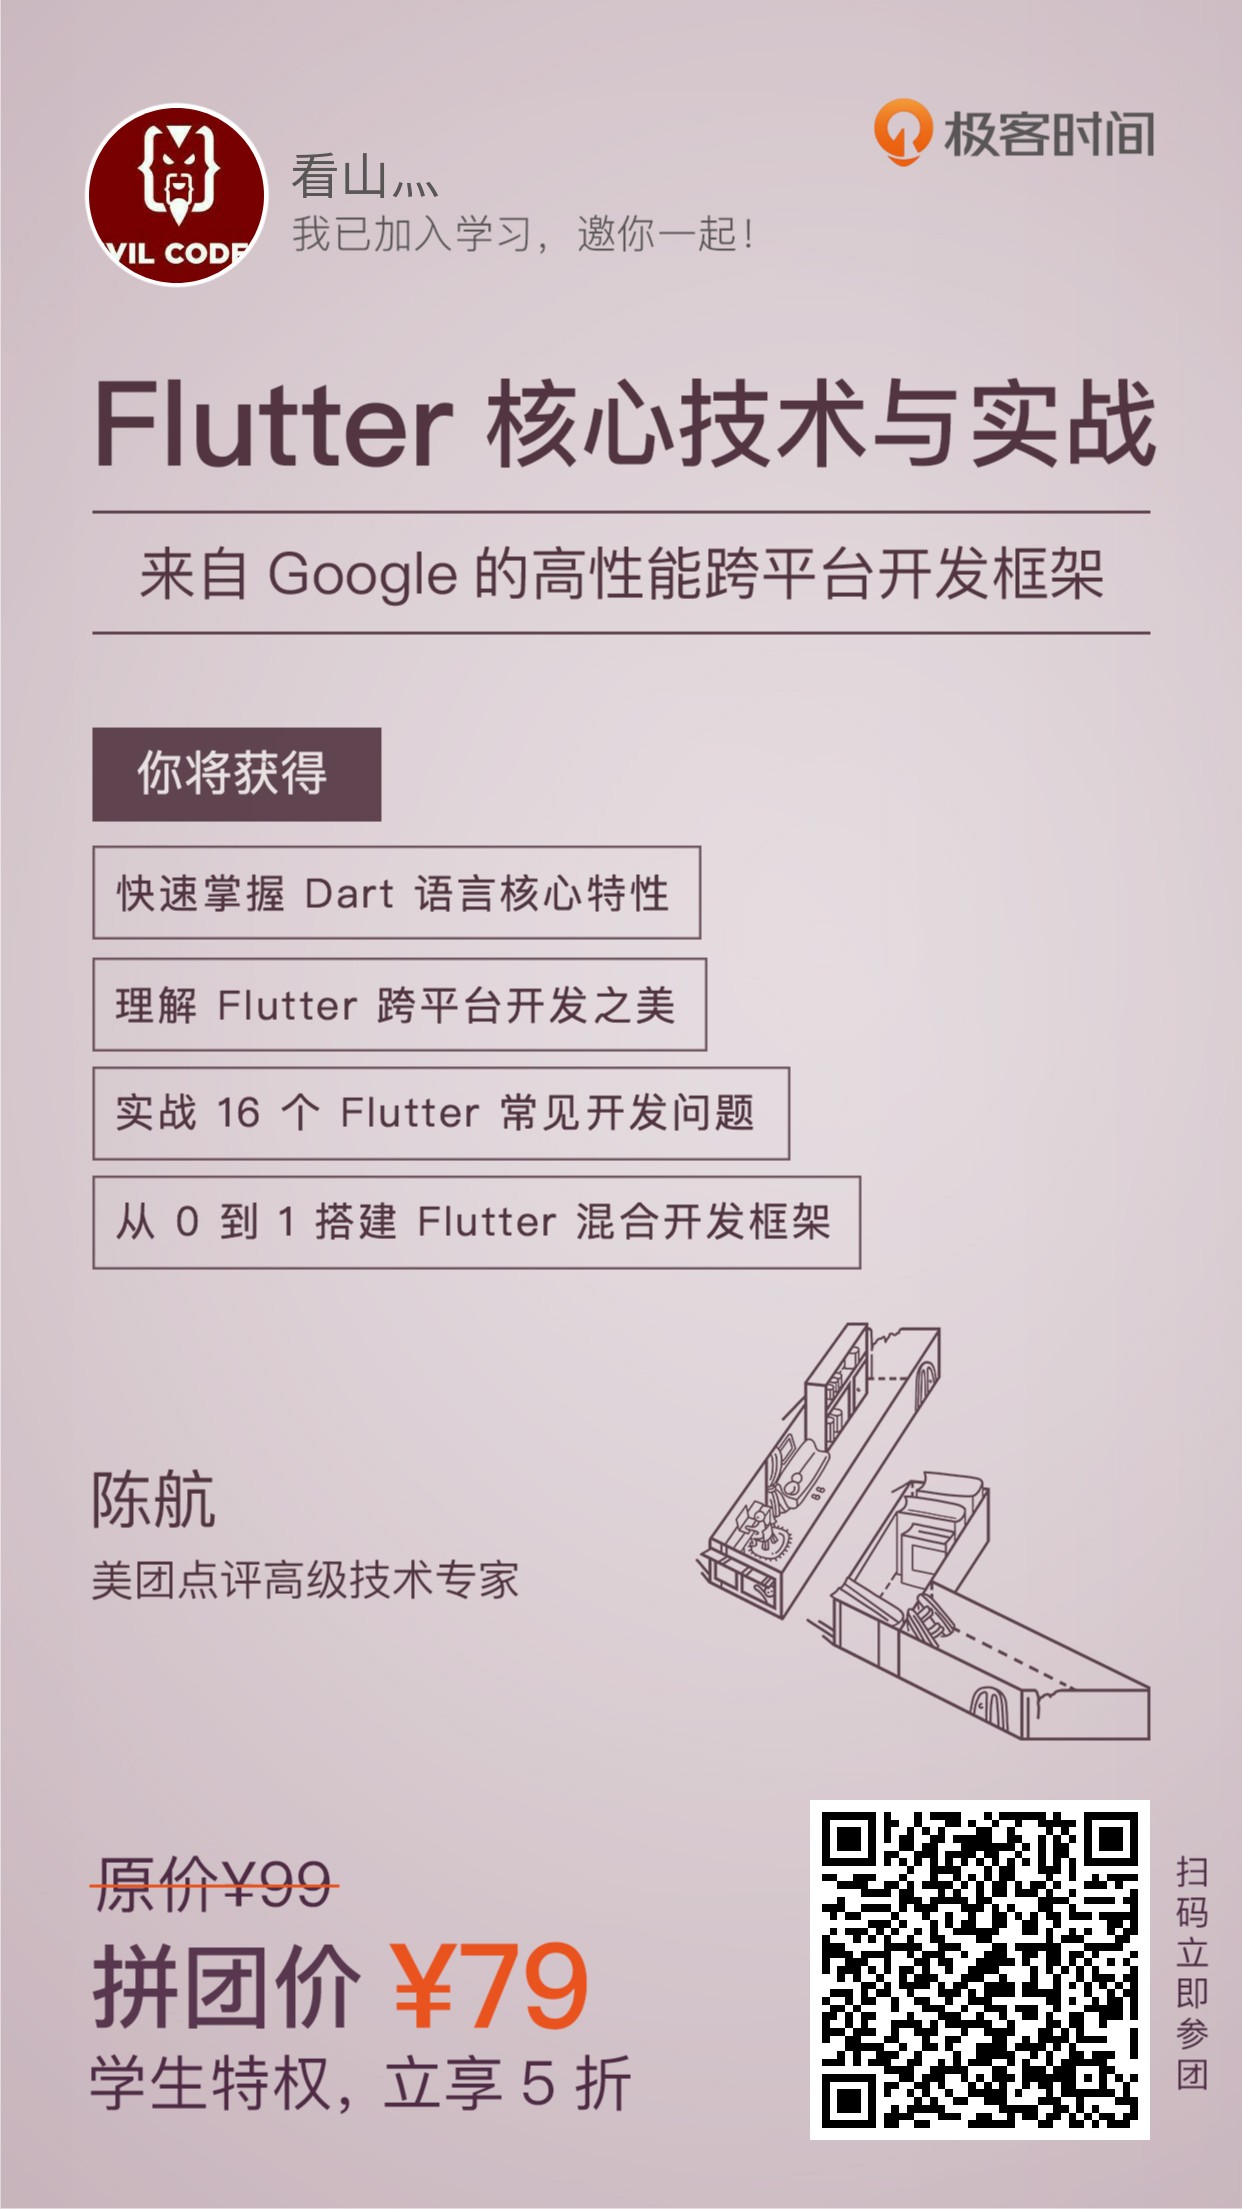 极客时间
看山灬
我已加入学习，邀你一起！
VIL CODE
Flutter 核心技术与实战
来自 Google 的高性能跨平台开发框架
你将获得
快速掌握 Dart 语言核心特性
理解 Flutter 跨平台开发之美
实战 16 个 Flutter 常见开发问题
从 0 到 1 搭建 Flutter 混合开发框架
陈航
美团点评高级技术专家
原价¥99
拼团价 ¥79
学生特权，立享 5 折
扫码立即参团